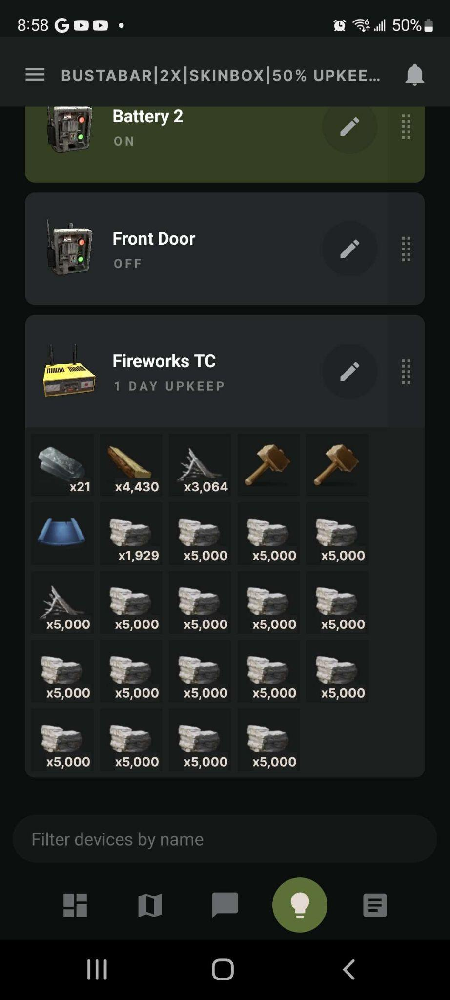 8:58 50%
BUSTABAR|2X|SKINBOX|50% UPKEE...
Battery 2
ON
Front Door
OFF
Fireworks TC
1 DAY UPKEEP
x21 x4,430 x3,064
x1,929 x5,000 x5,000 x5,000
x5,000 x5,000 x5,000 x5,000 x5,000
x5,000 x5,000 x5,000 x5,000 x5,000
x5,000 x5,000 x5,000 x5,000
Filter devices by name